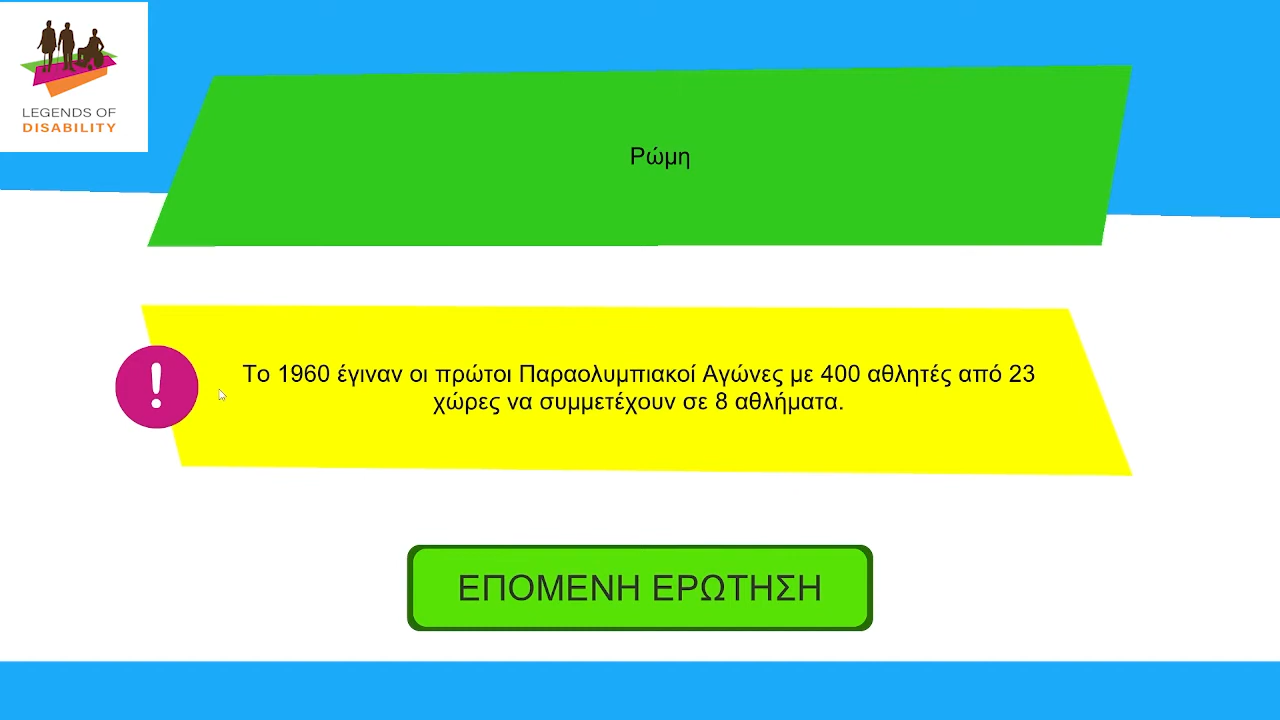 LEGENDS OF
DISABILITY
Ρώμη
Το 1960 έγιναν οι πρώτοι Παραολυμπιακοί Αγώνες με 400 αθλητές από 23
χώρες να συμμετέχουν σε 8 αθλήματα.
ΕΠΟΜΕΝΗ ΕΡΩΤΗΣΗ